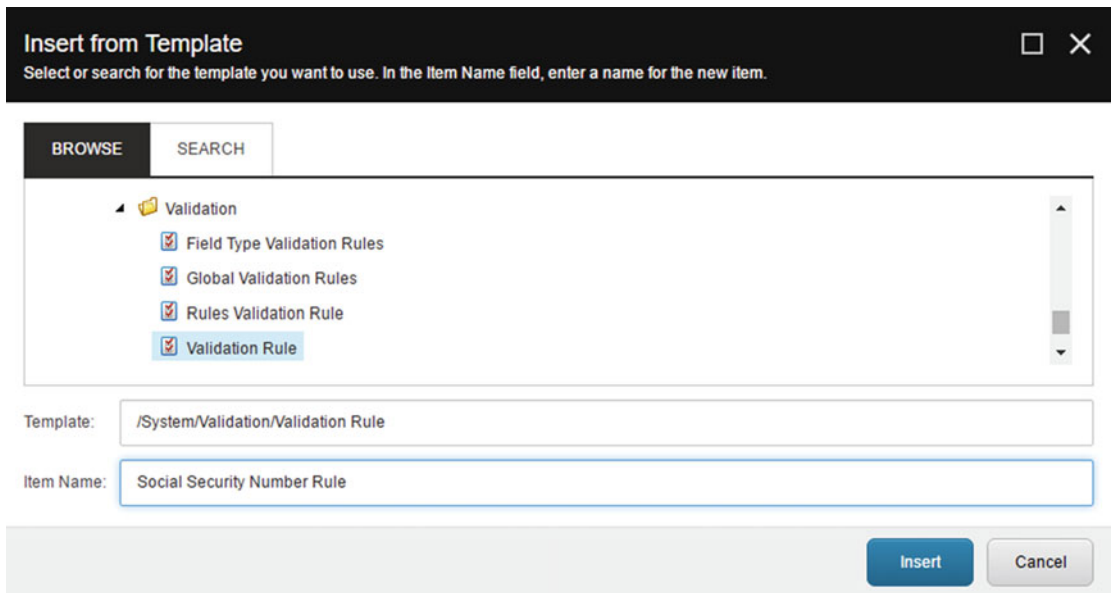 Insert from Template
Select or search for the template you want to use. In the Item Name field, enter a name for the new item.
BROWSE SEARCH
Validation
Field Type Validation Rules
Global Validation Rules
Rules Validation Rule
Validation Rule
Template: /System/Validation/Validation Rule
Item Name: Social Security Number Rule
Insert Cancel